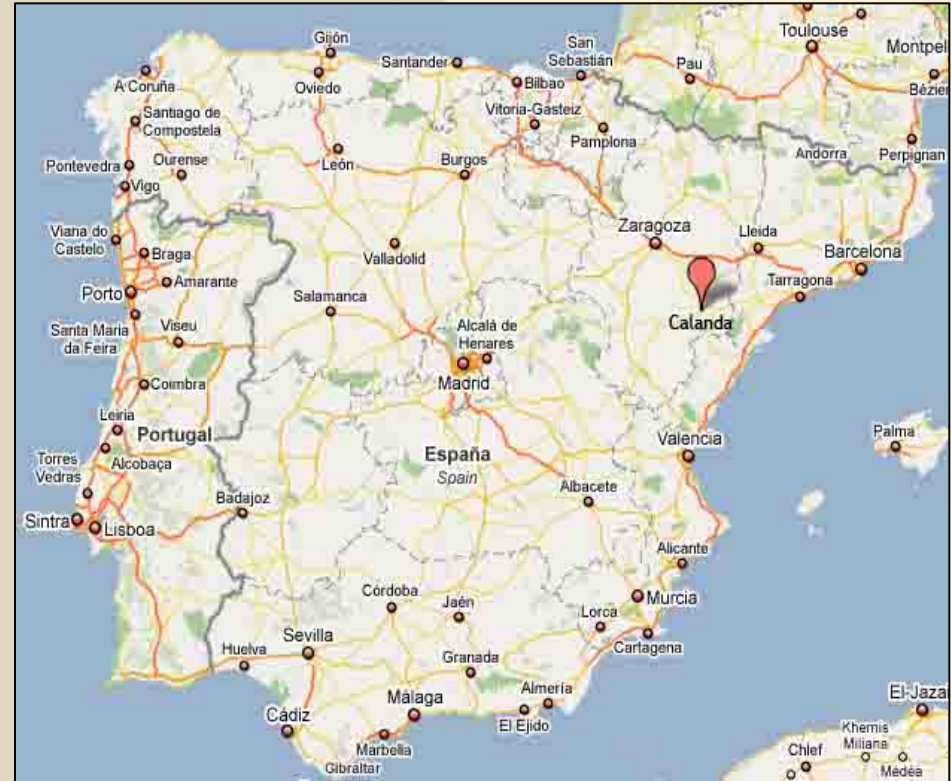 Toulouse
Montpel
Gijón
San
Sebastián
Santander
Pau
A Coruña
Oviedo
Bilbao
Bézier
Vitoria-Gasteiz
Santiago de
Compostela
Pamplona
Andorra
Perpignan
Pontevedra
Ourense
León
Burgos
Vigo
Viana do
Castelo
Zaragoza
Lleida
Braga
Valladolid
Barcelona
Amarante
Tarragona
Porto
Salamanca
Calanda
Santa Maria
da Feira
Viseu
Alcalá de
Henares
Madrid
Coimbra
Leiria
Portugal
Valencia
Palma
Torres
Vedras
Alcobaça
España
Spain
Albacete
Badajoz
Sintra
Lisboa
Alicante
Córdoba
Jaén
Murcia
Lorca
Huelva
Sevilla
Cartagena
Granada
Almería
Málaga
El Ejido
El-Jaza
Cádiz
Marbella
Gibraltar
Khemis
Miliana
Chlef
Médéa